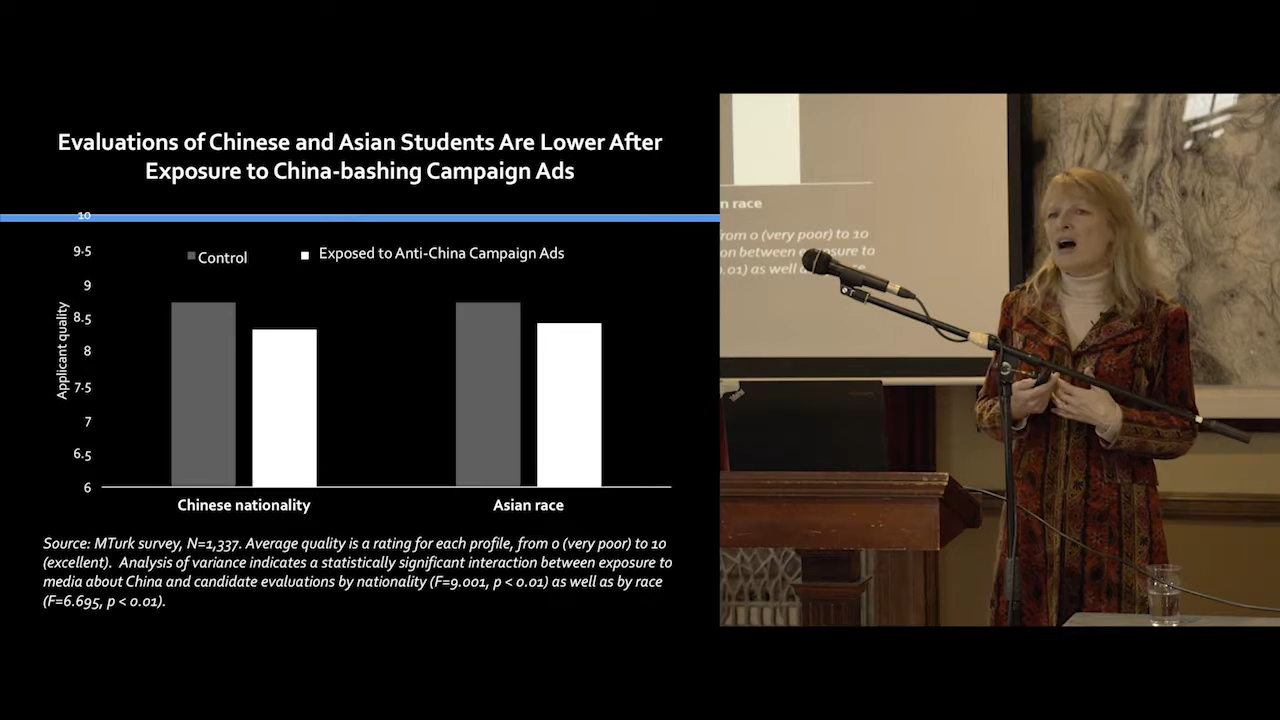 Evaluations of Chinese and Asian Students Are Lower After
Exposure to China-bashing Campaign Ads
10
9.5
9
8.5
8
7.5
7
6.5
6
Applicant quality
Control
Exposed to Anti-China Campaign Ads
Chinese nationality
Asian race
Source: MTurk survey, N=1,337. Average quality is a rating for each profile, from 0 (very poor) to 10
(excellent).  Analysis of variance indicates a statistically significant interaction between exposure to
media about China and candidate evaluations by nationality (F=9.001, p < 0.01) as well as by race
(F=6.695, p < 0.01).
n race
from 0 (very poor) to 10
on between exposure to
.01) as well as by race